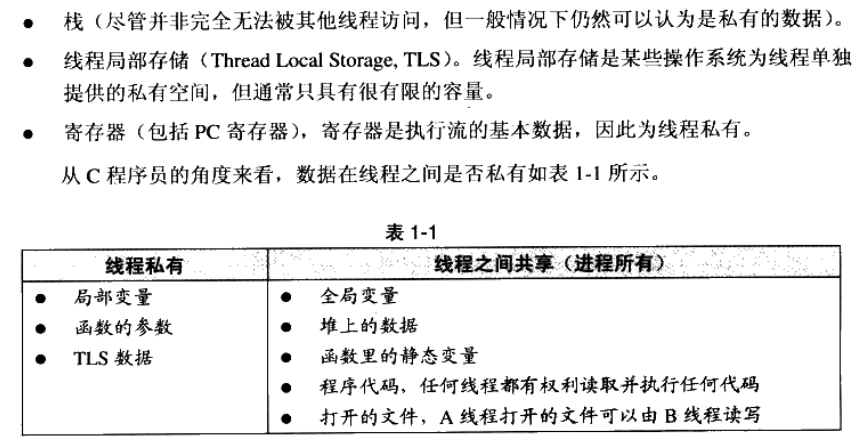 ● 栈（尽管并非完全无法被其他线程访问，但一般情况下仍然可以认为是私有的数据）。
● 线程局部存储（Thread Local Storage, TLS）。线程局部存储是某些操作系统为线程单独
提供的私有空间，但通常只具有很有限的容量。
● 寄存器（包括 PC 寄存器），寄存器是执行流的基本数据，因此为线程私有。
从 C 程序员的角度来看，数据在线程之间是否私有如表 1-1 所示。
表 1-1
线程私有 线程之间共享（进程所有）
● 局部变量 ● 全局变量
● 函数的参数 ● 堆上的数据
● TLS 数据 ● 函数里的静态变量
● 程序代码，任何线程都有权利读取并执行任何代码
● 打开的文件，A 线程打开的文件可以由 B 线程读写